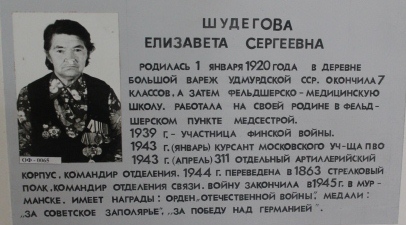 ШУДЕГОВА
ЕЛИЗАВЕТА СЕРГЕЕВНА
РОДИЛАСЬ 1 ЯНВАРЯ 1920 ГОДА В ДЕРЕВНЕ
БОЛЬШОЙ ВАРЕЖ УДМУРДСКОЙ ССР. ОКОНЧИЛА 7
КЛАССОВ. А ЗАТЕМ ФЕЛЬДШЕРСКО-МЕДИЦИНСКУЮ
ШКОЛУ. РАБОТАЛА НА СВОЕЙ РОДИНЕ В ФЕЛЬД-
ШЕРСКОМ ПУНКТЕ МЕДСЕСТРОЙ.
1939 Г.- УЧАСТНИЦА ФИНСКОЙ ВОЙНЫ.
1943 Г. (ЯНВАРЬ) КУРСАНТ МОСКОВСКОГО УЧ-ЩА ПВО
1943 Г. (АПРЕЛЬ) 311 ОТДЕЛЬНЫЙ АРТИЛЛЕРИЙСКИЙ
КОРПУС. КОМАНДИР ОТДЕЛЕНИЯ. 1944 Г. ПЕРЕВЕДЕНА В 1863 СТРЕЛКОВЫЙ
ПОЛК. КОМАНДИР ОТДЕЛЕНИЯ СВЯЗИ. ВОЙНУ ЗАКОНЧИЛА В 1945 Г. В МУР-
МАНСКЕ. ИМЕЕТ НАГРАДЫ: ОРДЕН „ОТЕЧЕСТВЕННОЙ ВОЙНЫ", МЕДАЛИ:
„ЗА СОВЕТСКОЕ ЗАПОЛЯРЬЕ", „ЗА ПОБЕДУ НАД ГЕРМАНИЕЙ".